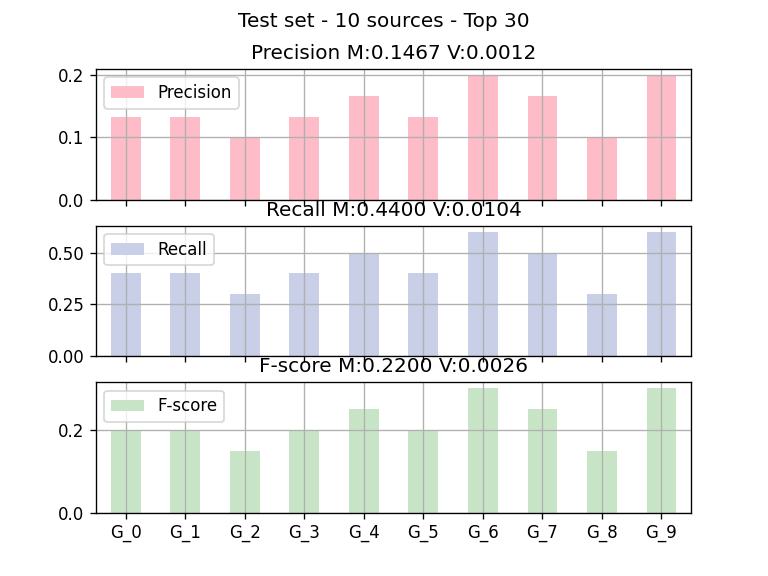 Test set - 10 sources - Top 30
Precision M:0.1467 V:0.0012
0.2
Precision
0.1
0.0
Recall M:0.4400 V:0.0104
Recall
0.50
0.25
0.00
F-score M:0.2200 V:0.0026
F-score
0.2
0.0
G_0 G_1 G_2 G_3 G_4 G_5 G_6 G_7 G_8 G_9